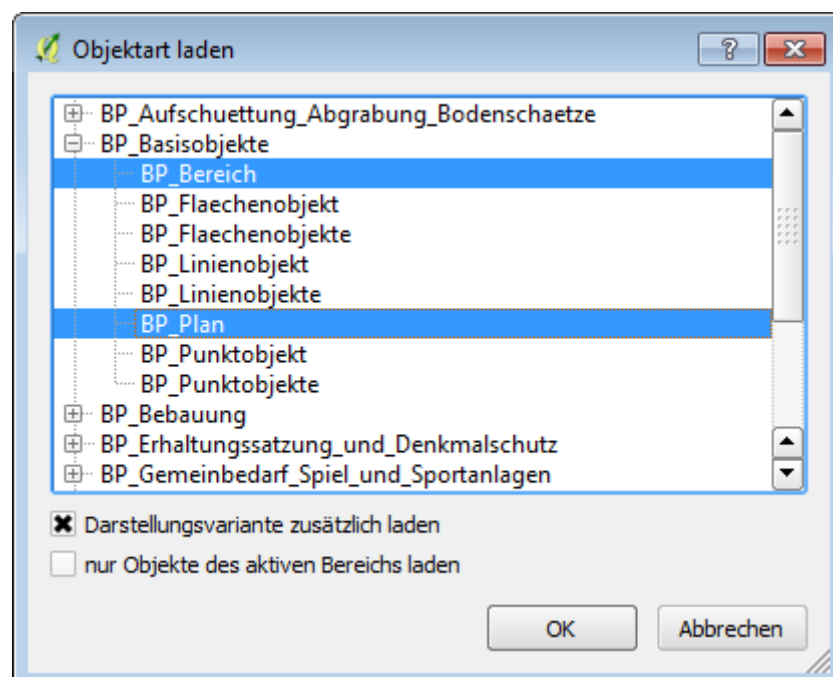 Objektart laden
BP_Aufschuettung_Abgrabung_Bodenschaetze
BP_Basisobjekte
BP_Bereich
BP_Flaechenobjekt
BP_Flaechenobjekte
BP_Linienobjekt
BP_Linienobjekte
BP_Plan
BP_Punktobjekt
BP_Punktobjekte
BP_Bebauung
BP_Erhaltungssatzung_und_Denkmalschutz
BP_Gemeinbedarf_Spiel_und_Sportanlagen
Darstellungsvariante zusätzlich laden
nur Objekte des aktiven Bereichs laden
OK Abbrechen